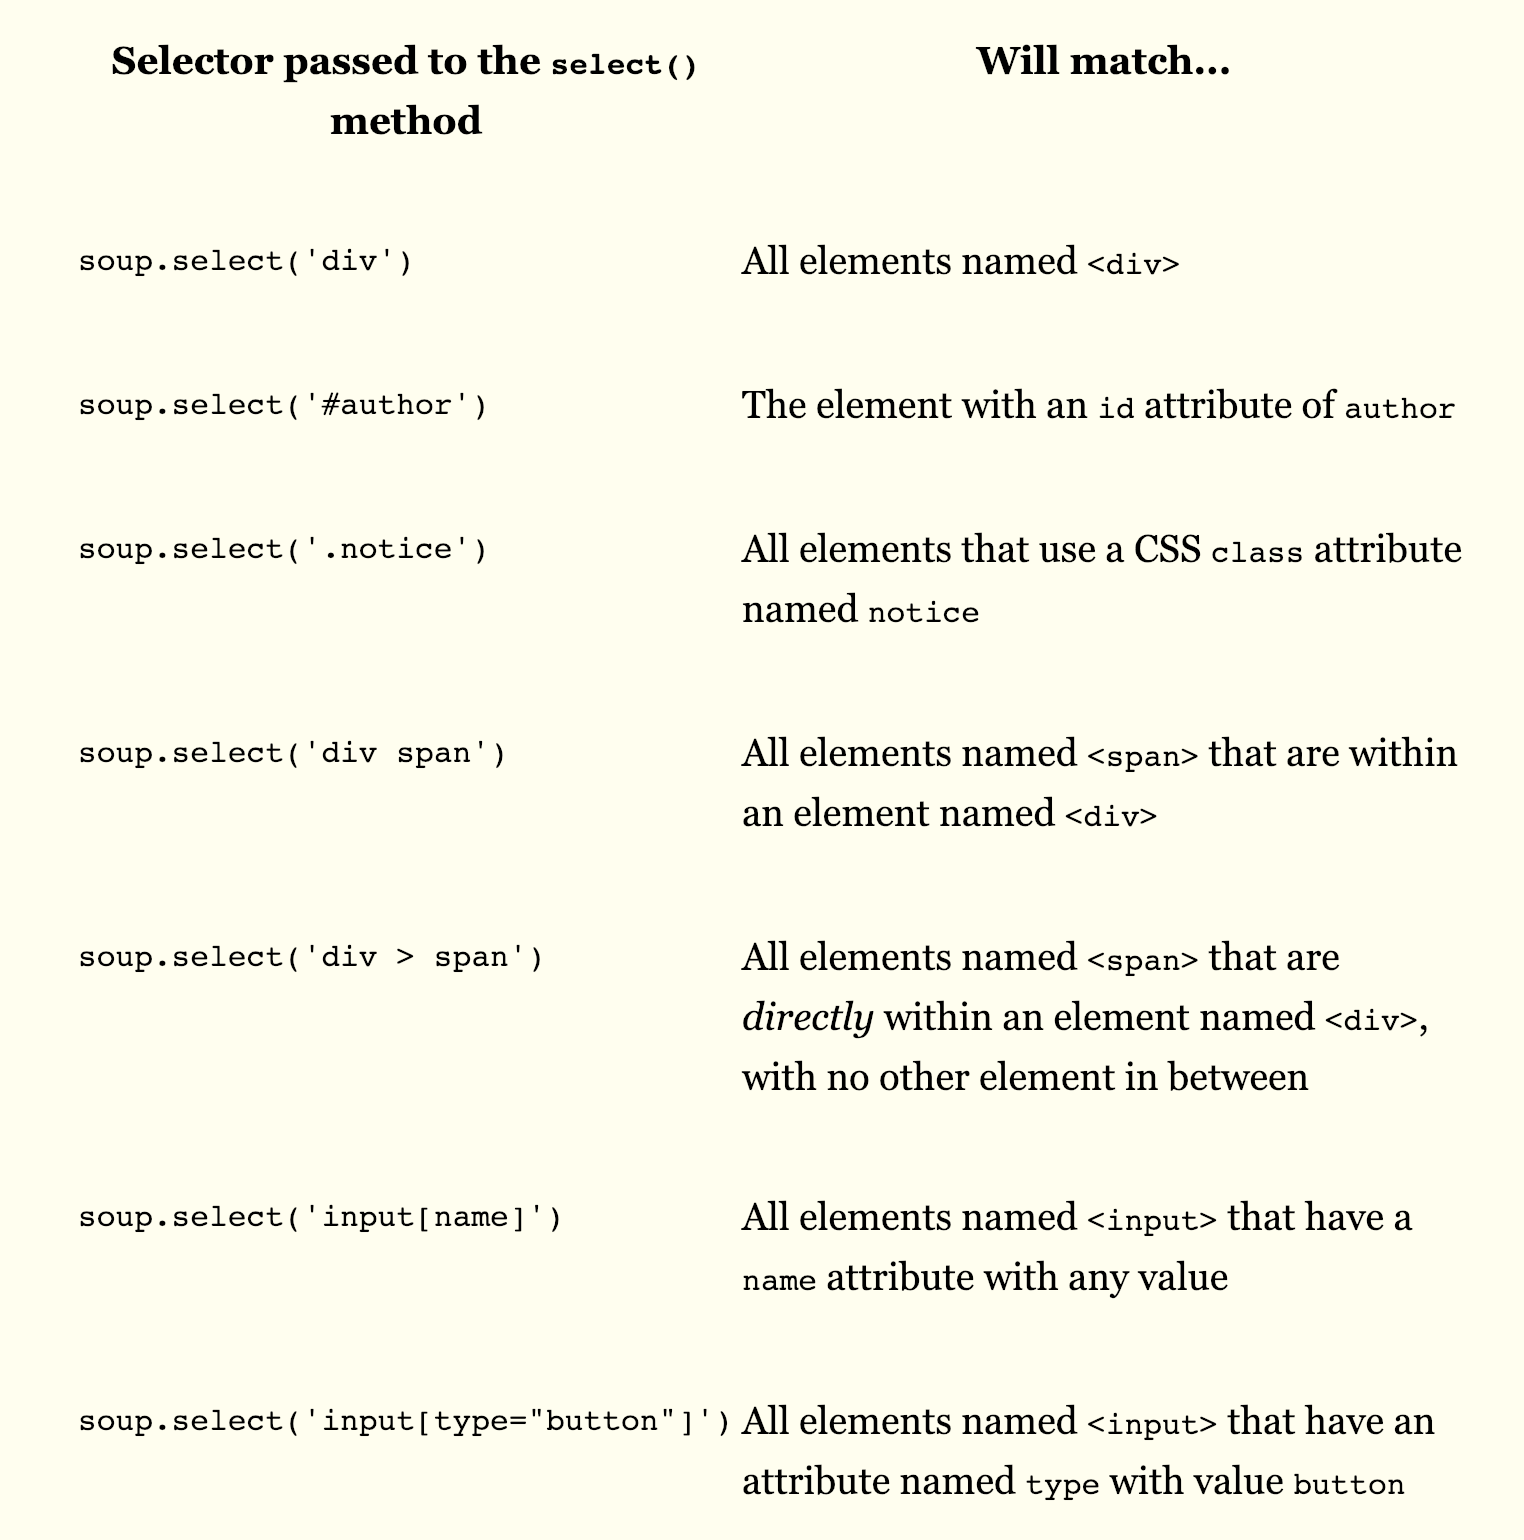 Selector passed to the select()
method
Will match...
soup.select('div')
All elements named <div>
soup.select('#author')
The element with an id attribute of author
soup.select('.notice')
All elements that use a CSS class attribute
named notice
soup.select('div span')
All elements named <span> that are within
an element named <div>
soup.select('div > span')
All elements named <span> that are
directly within an element named <div>,
with no other element in between
soup.select('input[name]')
All elements named <input> that have a
name attribute with any value
soup.select('input[type="button"]')
All elements named <input> that have an
attribute named type with value button